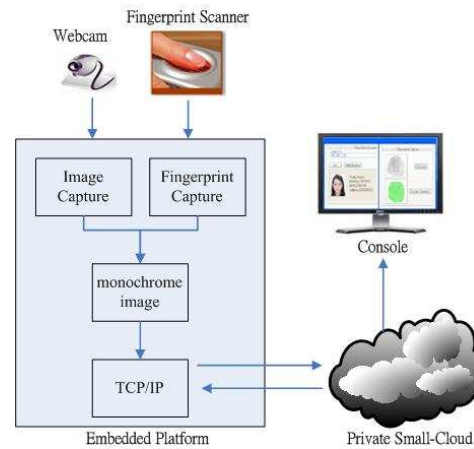 Fingerprint Scanner
Webcam
Image
Capture
Fingerprint
Capture
monochrome
image
TCP/IP
Embedded Platform
Console
Private Small-Cloud